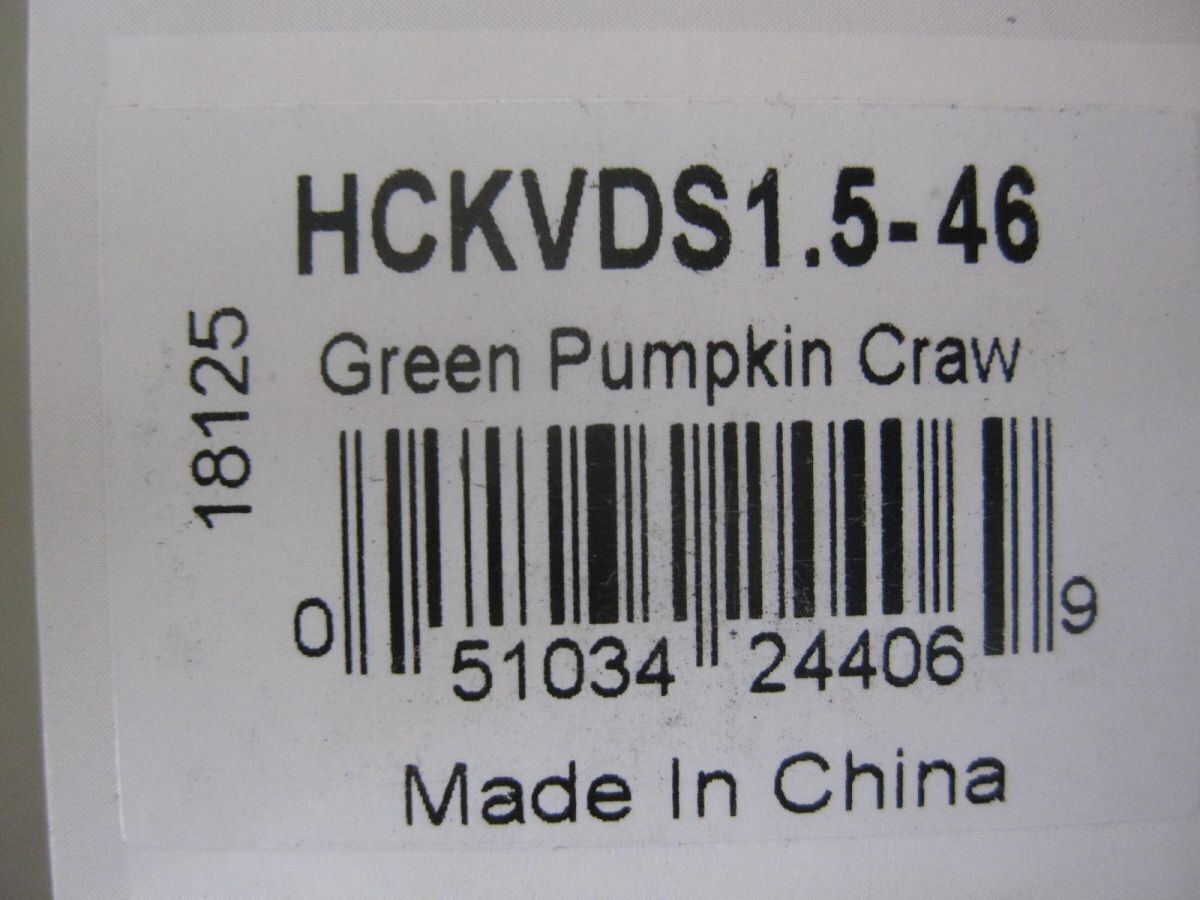 HCKVDS1.5-46
18125
Green Pumpkin Craw
0 51034 24406 9
Made In China